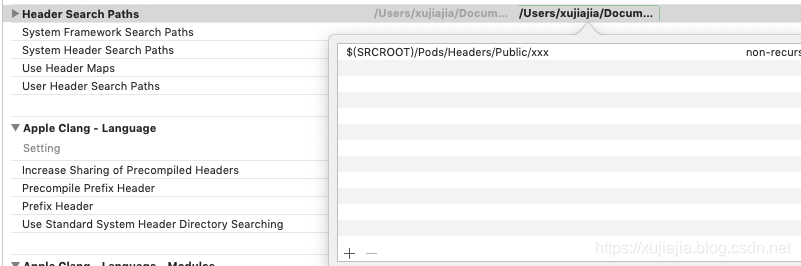 Header Search Paths /Users/xujiajia/Docum... /Users/xujiajia/Docum...
System Framework Search Paths
System Header Search Paths
Use Header Maps
User Header Search Paths
$(SRCROOT)/Pods/Headers/Public/xxx non-recurs
Apple Clang - Language
Setting
Increase Sharing of Precompiled Headers
Precompile Prefix Header
Prefix Header
Use Standard System Header Directory Searching
Apple Clang - Language - Modules
https://xujiajia.blog.csdn.net